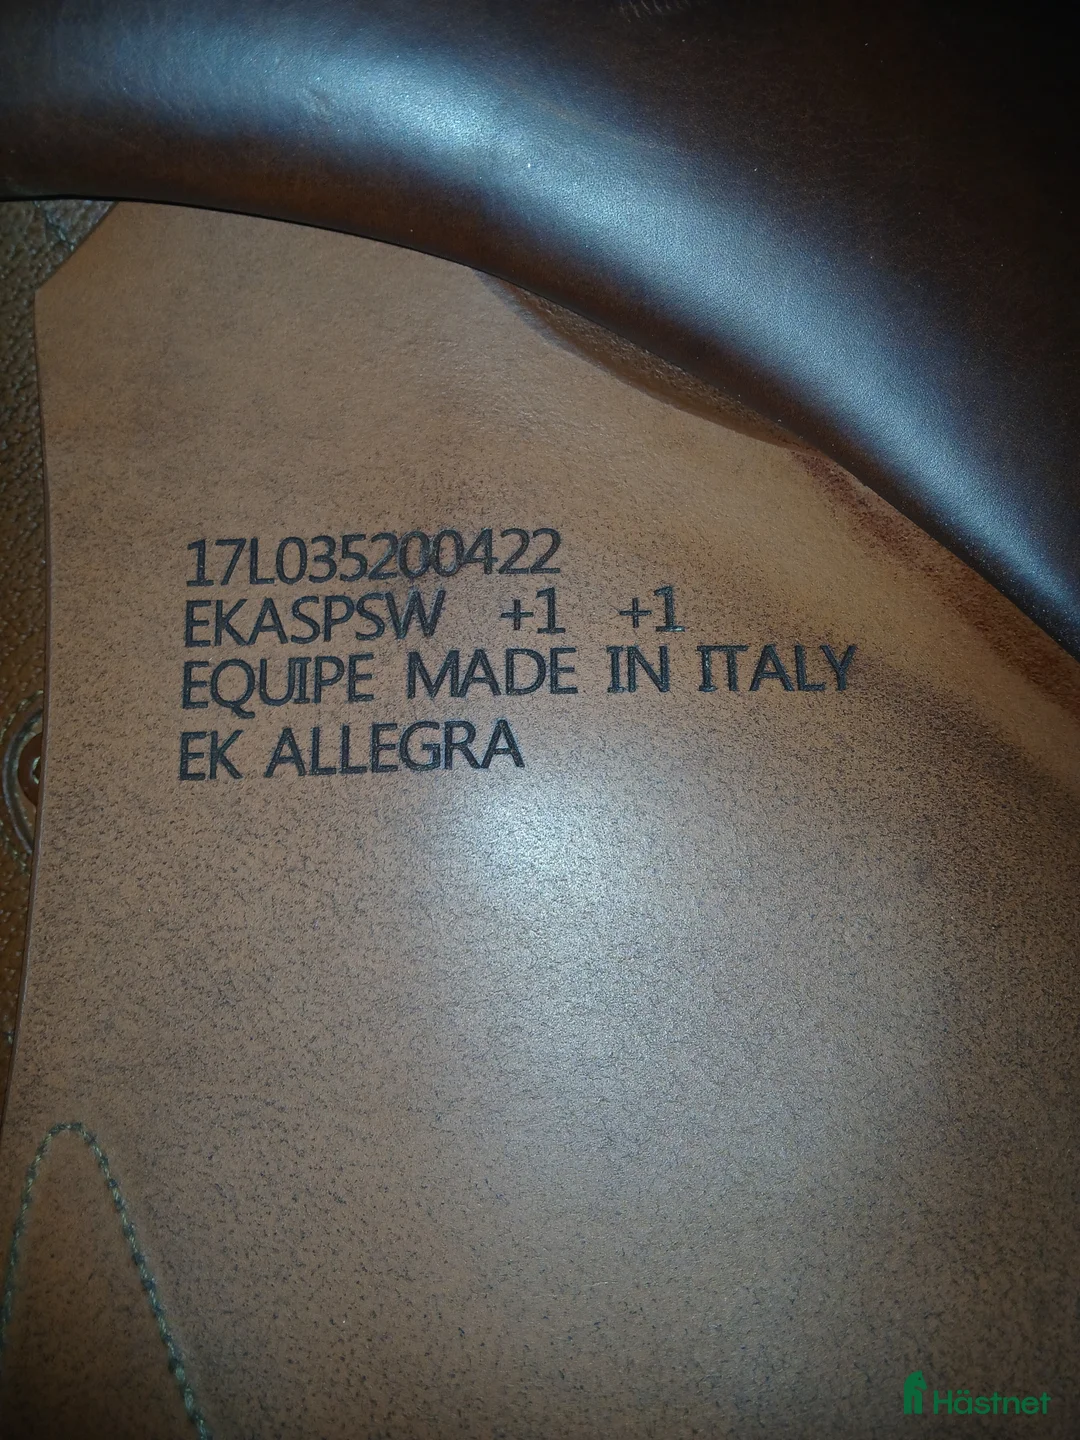 17L035200422
EKASPSW +1 +1
EQUIPE MADE IN ITALY
EK ALLEGRA
Hästnet